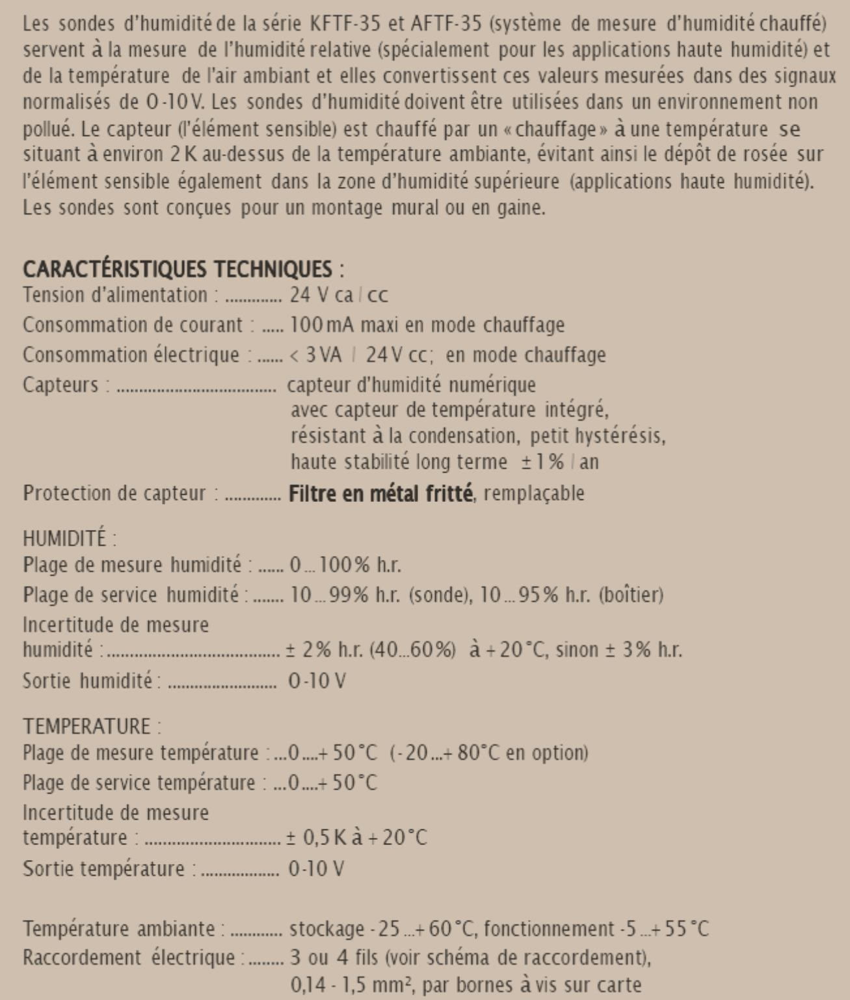 Les sondes d'humidité de la série KFTF-35 et AFTF-35 (système de mesure d'humidité chauffé)
servent à la mesure de l'humidité relative (spécialement pour les applications haute humidité) et
de la température de l'air ambiant et elles convertissent ces valeurs mesurées dans des signaux
normalisés de 0-10 V. Les sondes d'humidité doivent être utilisées dans un environnement non
pollué. Le capteur (l'élément sensible) est chauffé par un « chauffage » à une température se
situant à environ 2 K au-dessus de la température ambiante, évitant ainsi le dépôt de rosée sur
l'élément sensible également dans la zone d'humidité supérieure (applications haute humidité).
Les sondes sont conçues pour un montage mural ou en gaine.
CARACTÉRISTIQUES TECHNIQUES :
Tension d'alimentation : ............. 24 V ca / cc
Consommation de courant : ..... 100 mA maxi en mode chauffage
Consommation électrique : ...... < 3 VA / 24 V cc; en mode chauffage
Capteurs : .................................... capteur d'humidité numérique
avec capteur de température intégré,
résistant à la condensation, petit hystérésis,
haute stabilité long terme ± 1 % / an
Protection de capteur : ............. Filtre en métal fritté, remplaçable
HUMIDITÉ :
Plage de mesure humidité : ...... 0 ... 100 % h.r.
Plage de service humidité : ....... 10 ... 99% h.r. (sonde), 10 ... 95% h.r. (boîtier)
Incertitude de mesure
humidité : ...................................... ± 2% h.r. (40...60%) à + 20 °C, sinon ± 3% h.r.
Sortie humidité : ......................... 0-10 V
TEMPERATURE :
Plage de mesure température : ...0....+ 50 °C (-20 ...+ 80°C en option)
Plage de service température : ...0....+ 50 °C
Incertitude de mesure
température : .............................. ± 0,5 K à + 20 °C
Sortie température : .................. 0-10 V
Température ambiante : ............ stockage -25 ...+ 60 °C, fonctionnement -5 ...+ 55 °C
Raccordement électrique : ........ 3 ou 4 fils (voir schéma de raccordement),
0,14 - 1,5 mm², par bornes à vis sur carte